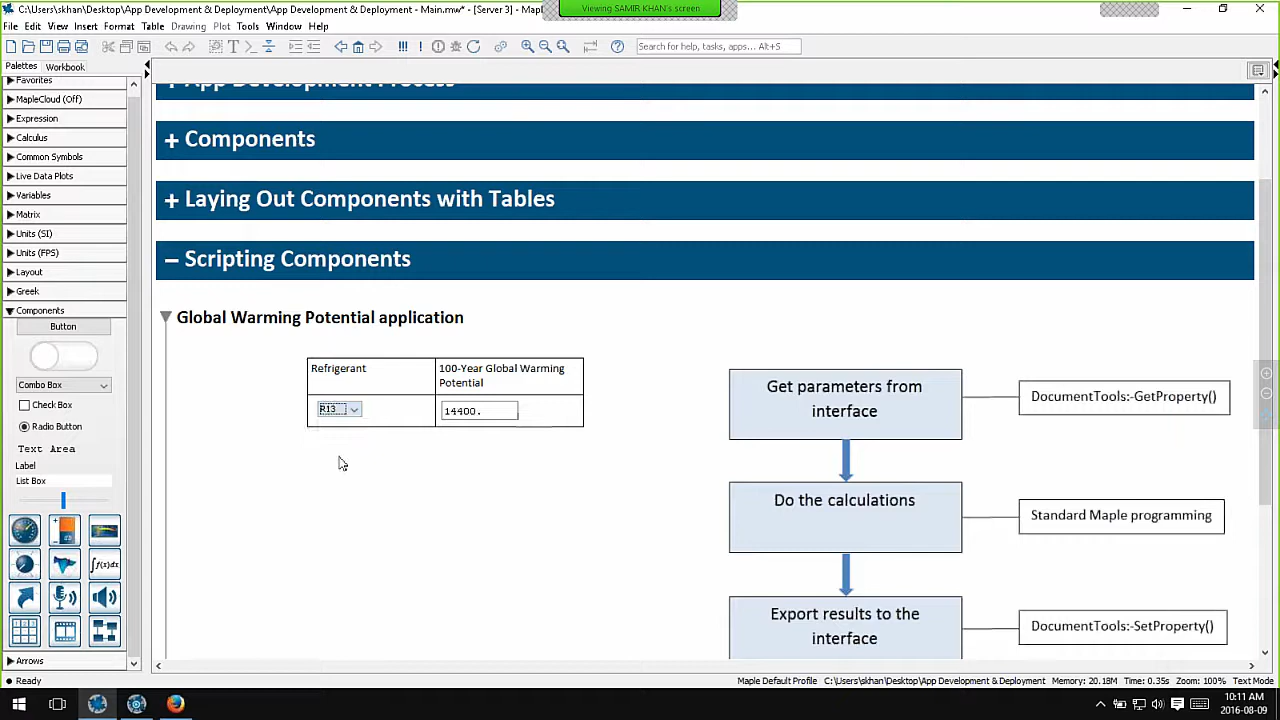 C:\Users\skhan\Desktop\App Development & Deployment\App Development & Deployment - Main.mw* - [Server 3] - Maple
Viewing SAMIR KHAN's screen
File Edit View Insert Format Table Drawing Plot Tools Window Help
Search for help, tasks, apps... Alt+S
Palettes Workbook
Favorites
MapleCloud (Off)
Expression
Calculus
Common Symbols
Live Data Plots
Variables
Matrix
Units (SI)
Units (FPS)
Layout
Greek
Components
Button
Combo Box
Check Box
Radio Button
Text Area
Label
List Box
∫f(x)dx
Arrows
+ App Development Process
+ Components
+ Laying Out Components with Tables
– Scripting Components
Global Warming Potential application
Refrigerant
100-Year Global Warming
Potential
R13
14400.
Get parameters from
interface
DocumentTools:-GetProperty()
Do the calculations
Standard Maple programming
Export results to the
interface
DocumentTools:-SetProperty()
Ready
Maple Default Profile C:\Users\skhan\Desktop\App Development & Deployment Memory: 20.18M Time: 0.35s Zoom: 100% Text Mode
10:11 AM
2016-08-09